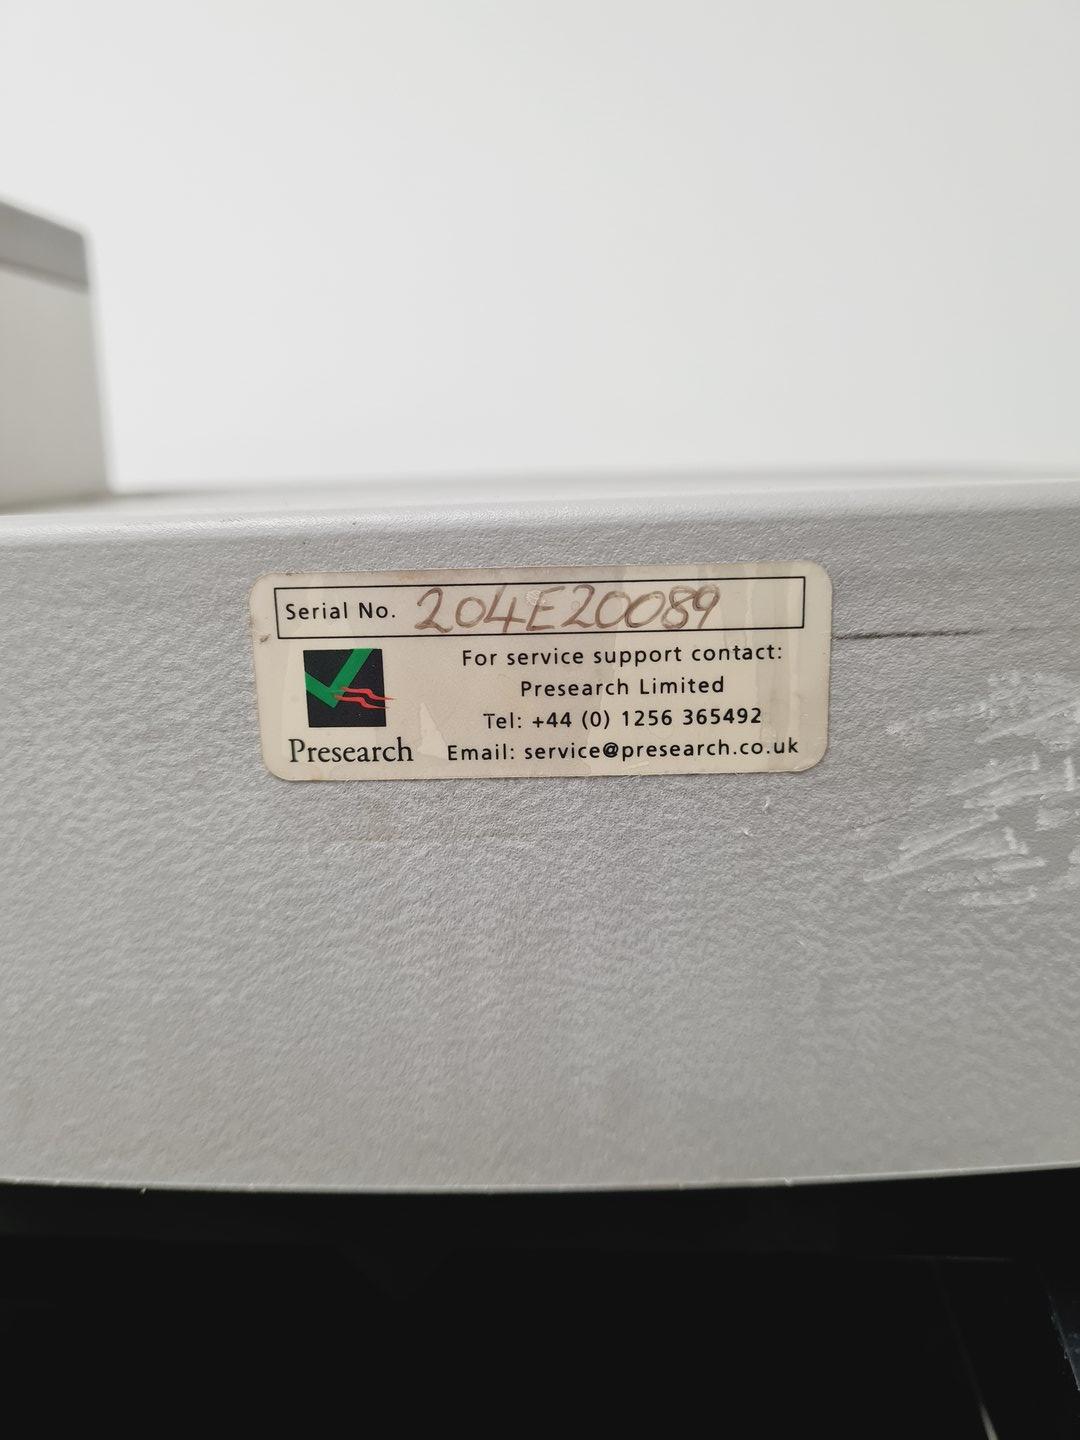 Serial No. 204E20089
For service support contact:
Presearch Limited
Tel: +44 (0) 1256 365492
Email: service@presearch.co.uk
Presearch